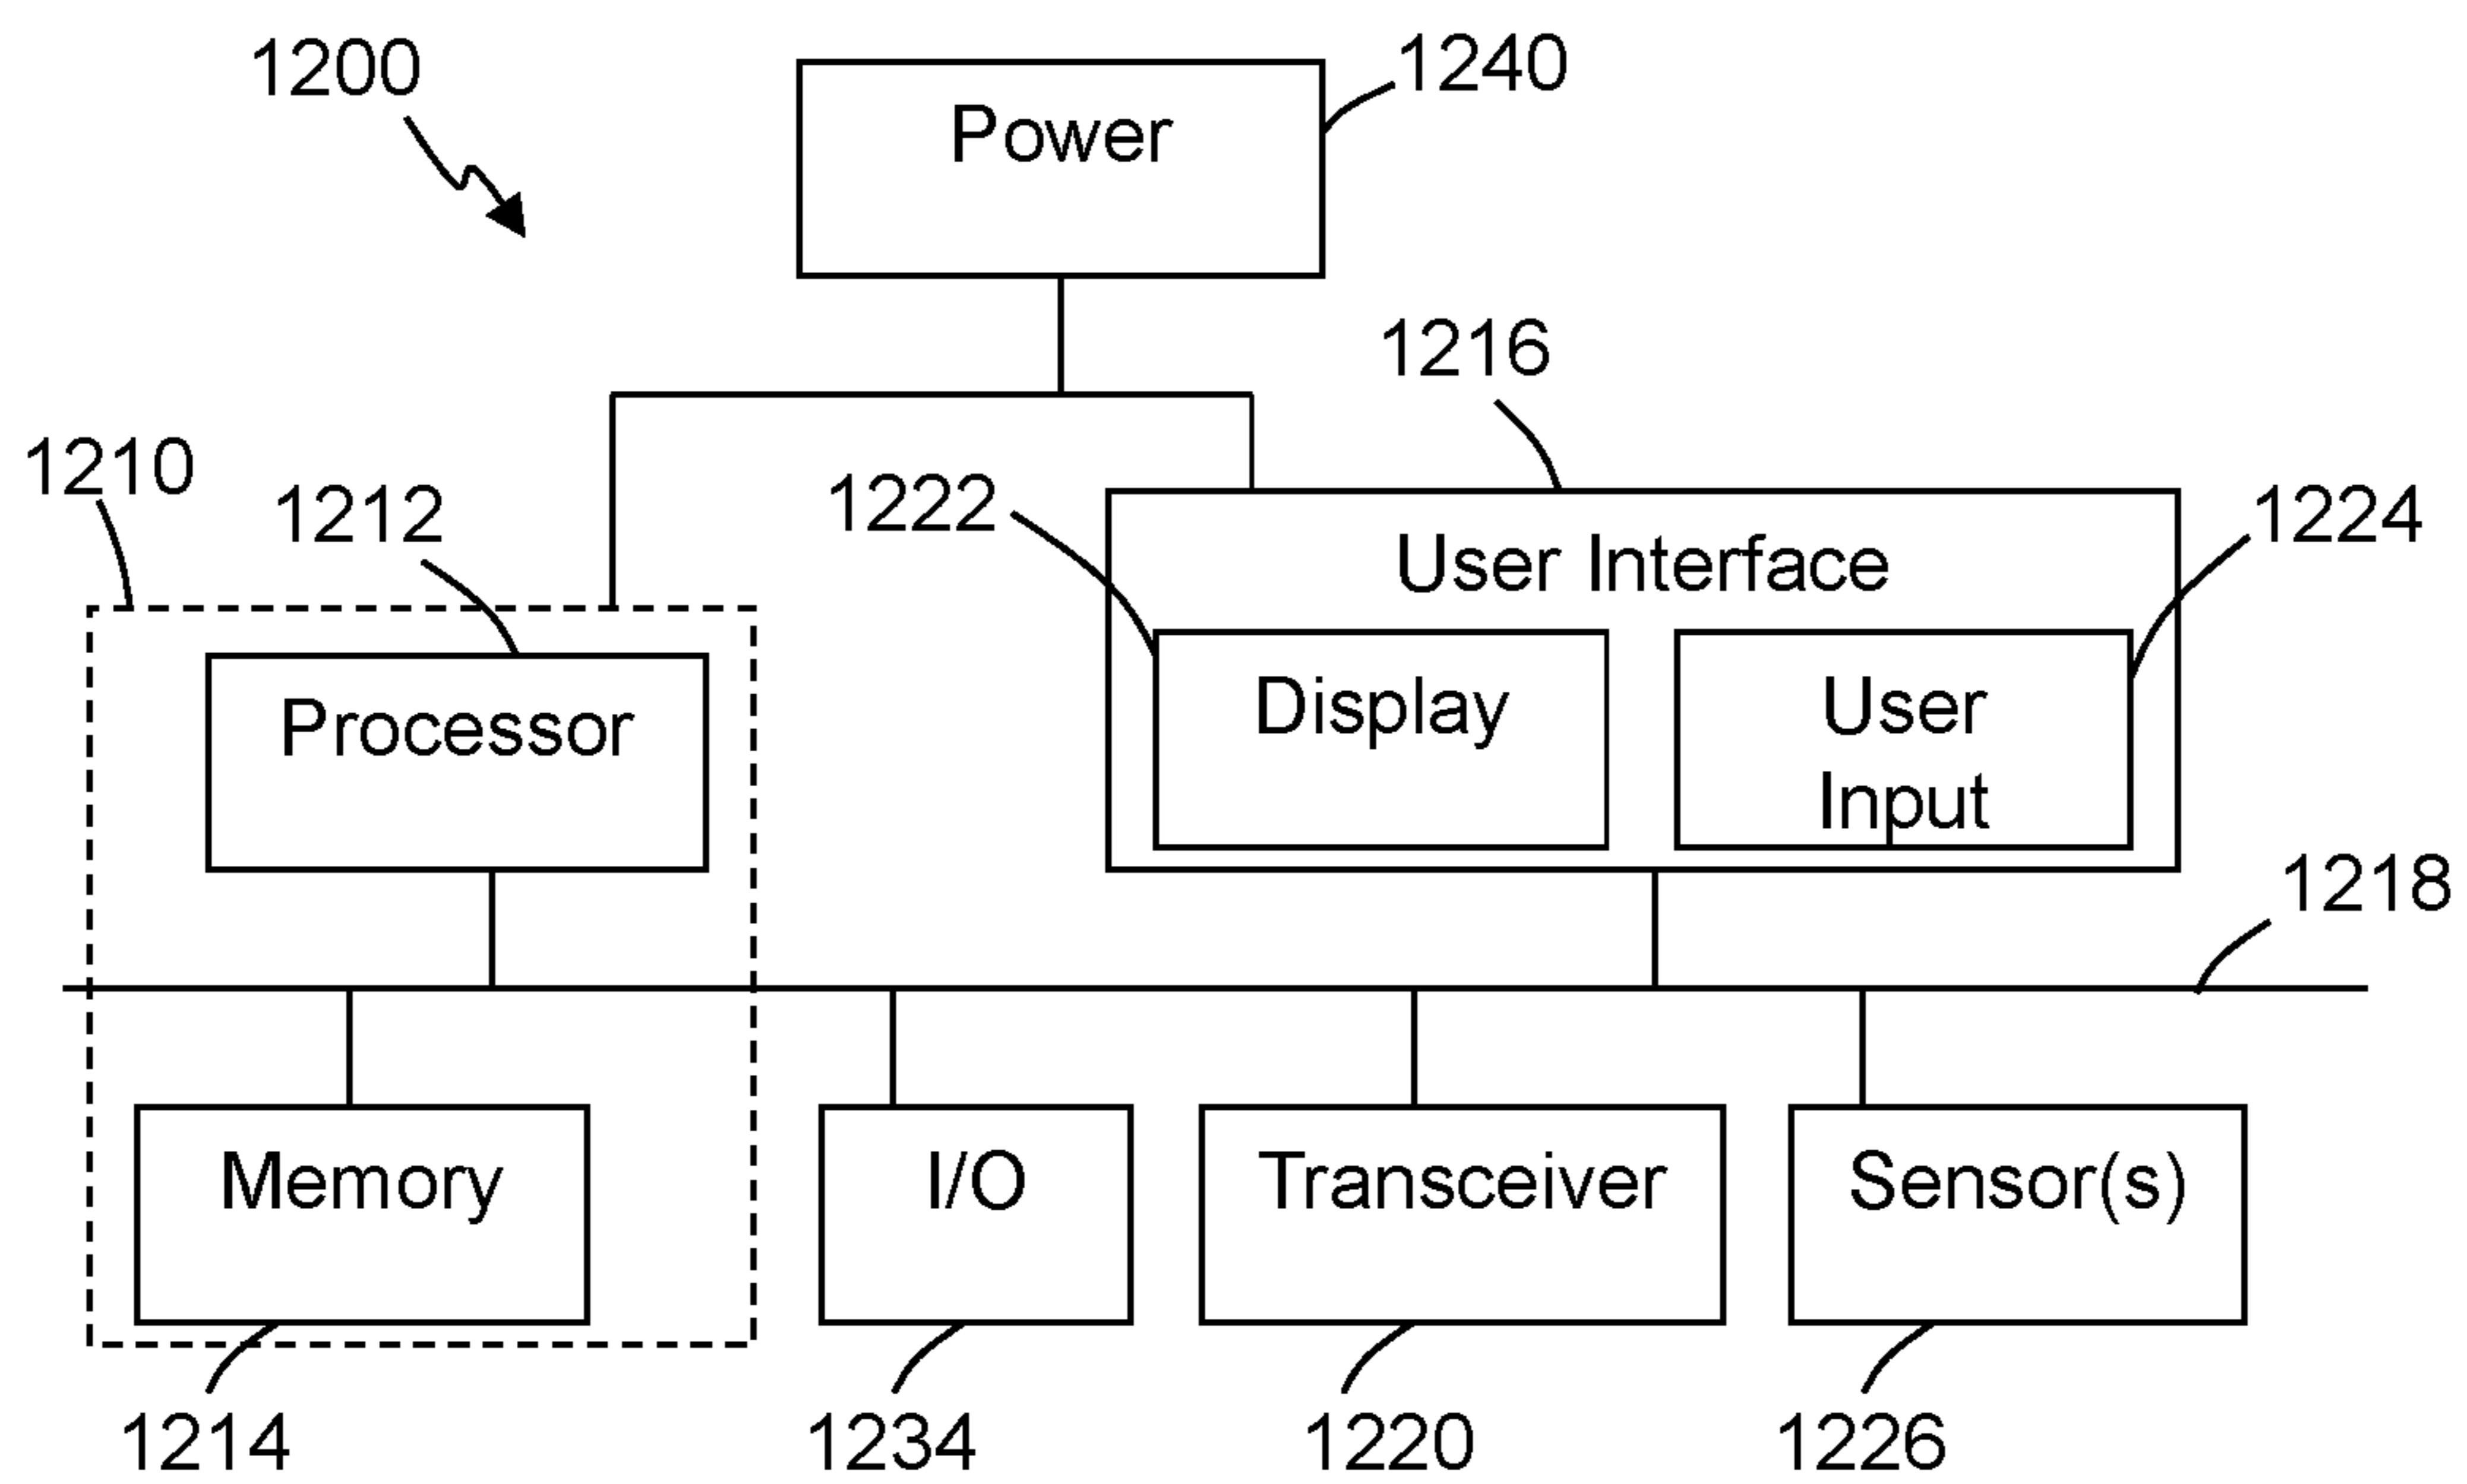 1200
1240
Power
1216
1210
1212
1222
1224
User Interface
Processor
Display
User
Input
1218
Memory
I/O
Transceiver
Sensor(s)
1214
1234
1220
1226